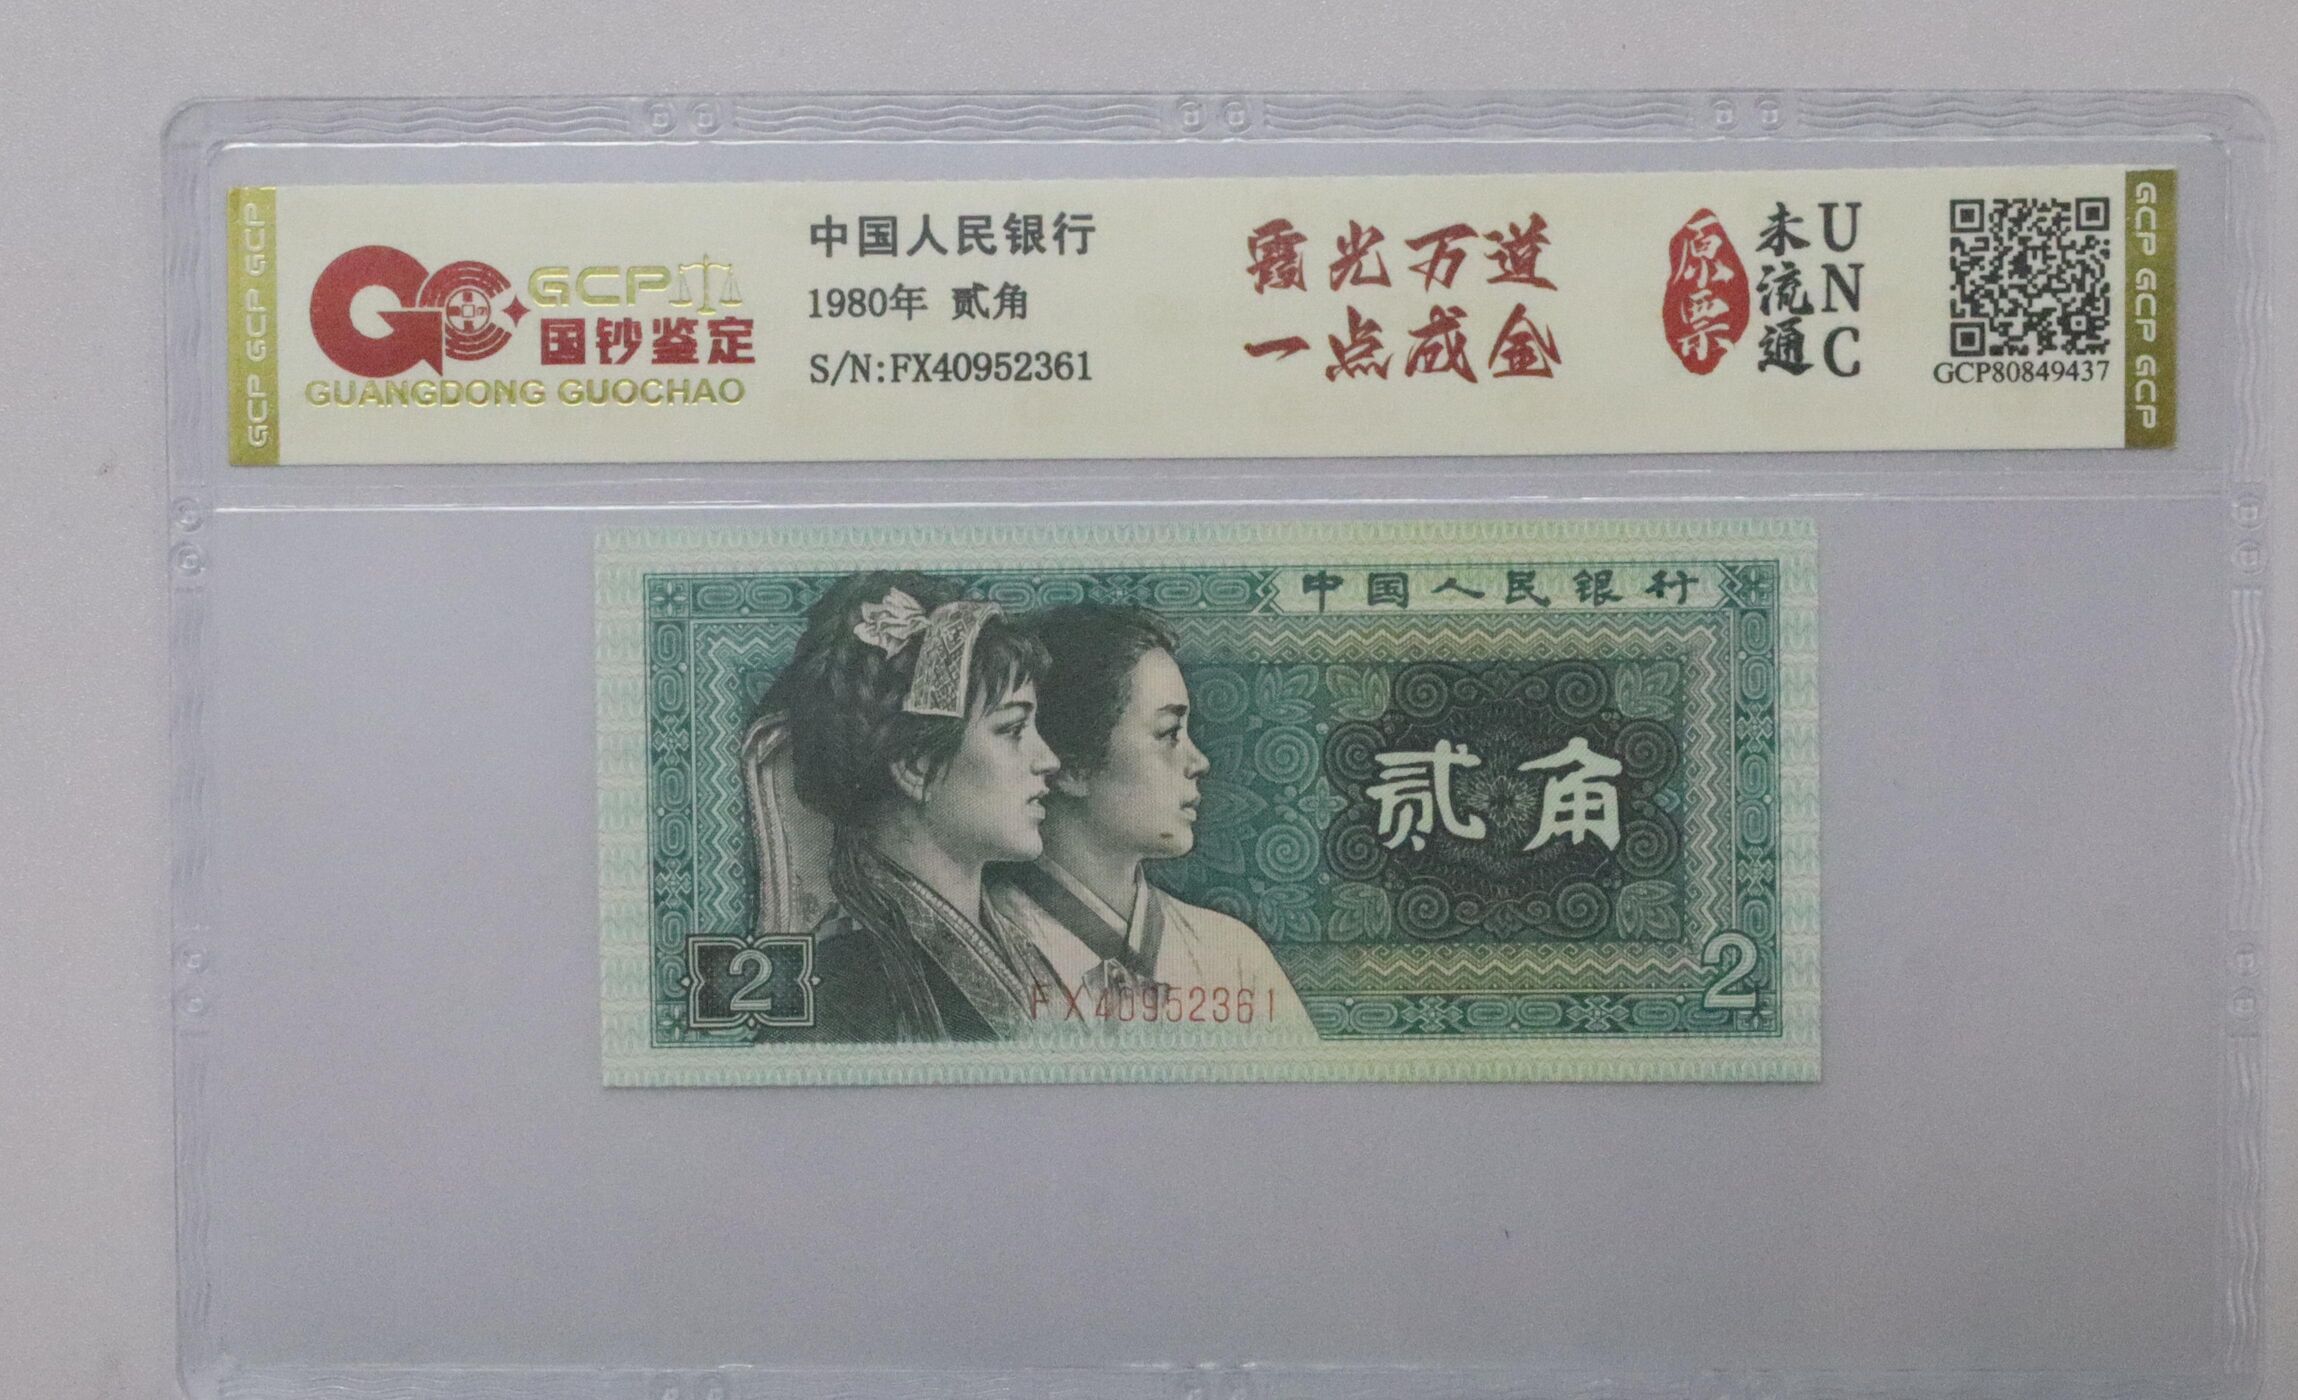 GCP GCP GCP
GCP
国钞鉴定
GUANGDONG GUOCHAO
中国人民银行
1980年 贰角
S/N:FX40952361
霞光万道
一点成金
原票
未流通
UNC
GCP80849437
GCP GCP GCP
中国人民银行
贰角
2
2
FX40952361